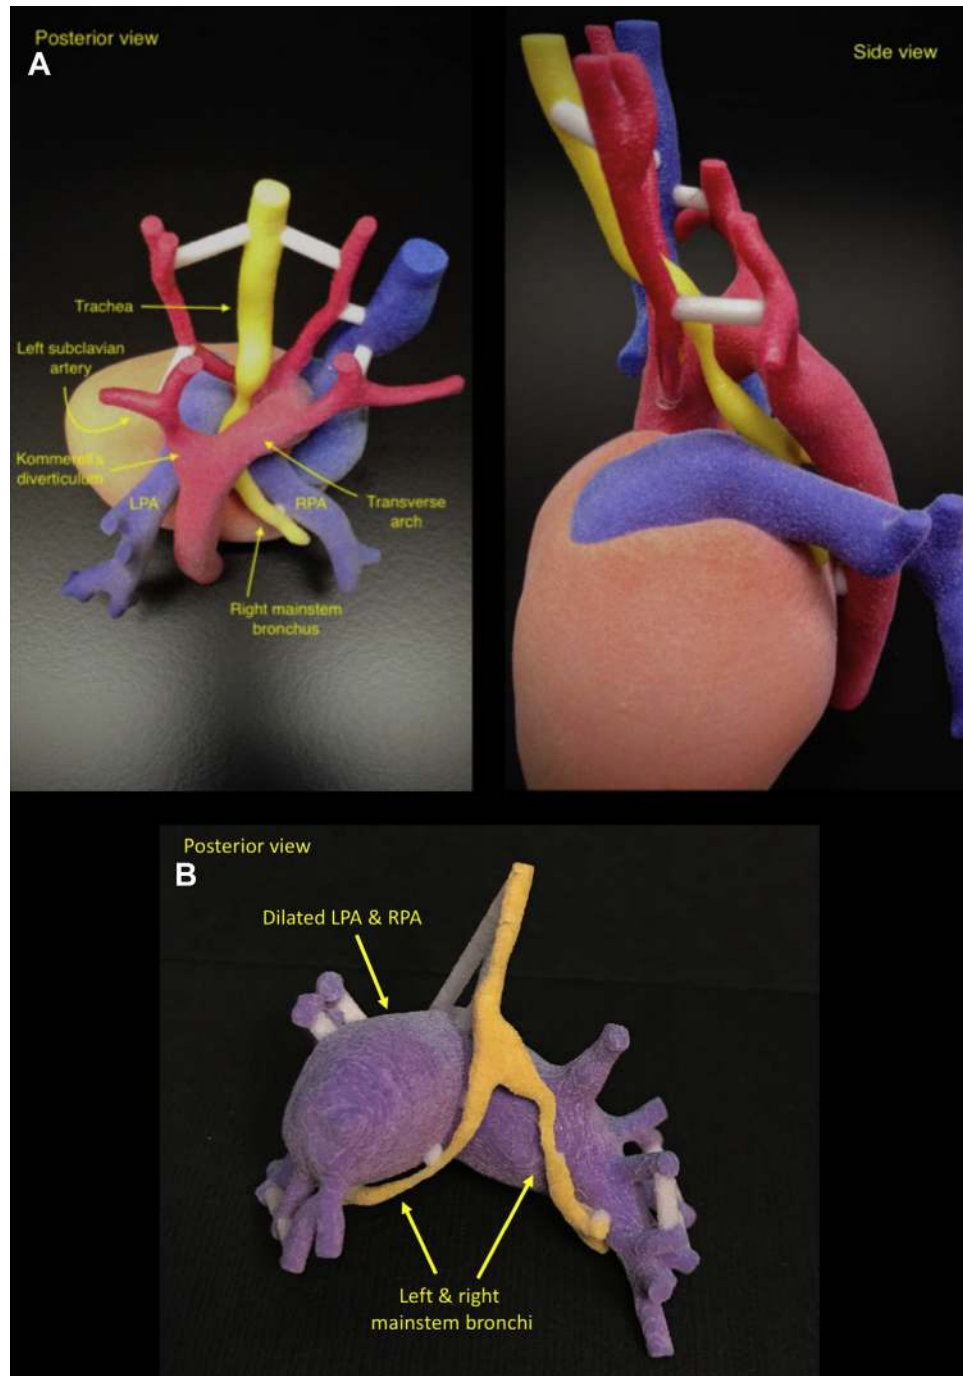 Posterior view
A
Side view
Trachea
Left subclavian
artery
Kommerell's
diverticulum
LPA
RPA
Transverse
arch
Right mainstem
bronchus
Posterior view
B
Dilated LPA & RPA
Left & right
mainstem bronchi